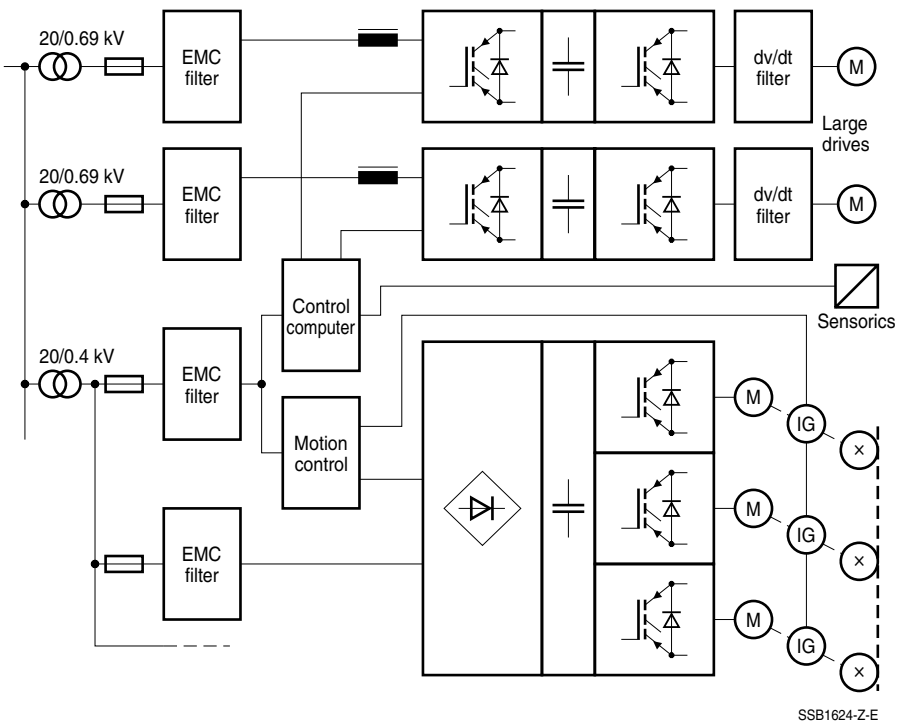 20/0.69 kV
EMC
filter
dv/dt
filter
M
Large
drives
20/0.69 kV
EMC
filter
dv/dt
filter
M
Control
computer
Sensorics
20/0.4 kV
EMC
filter
M
IG
×
Motion
control
M
IG
×
EMC
filter
M
IG
×
SSB1624-Z-E